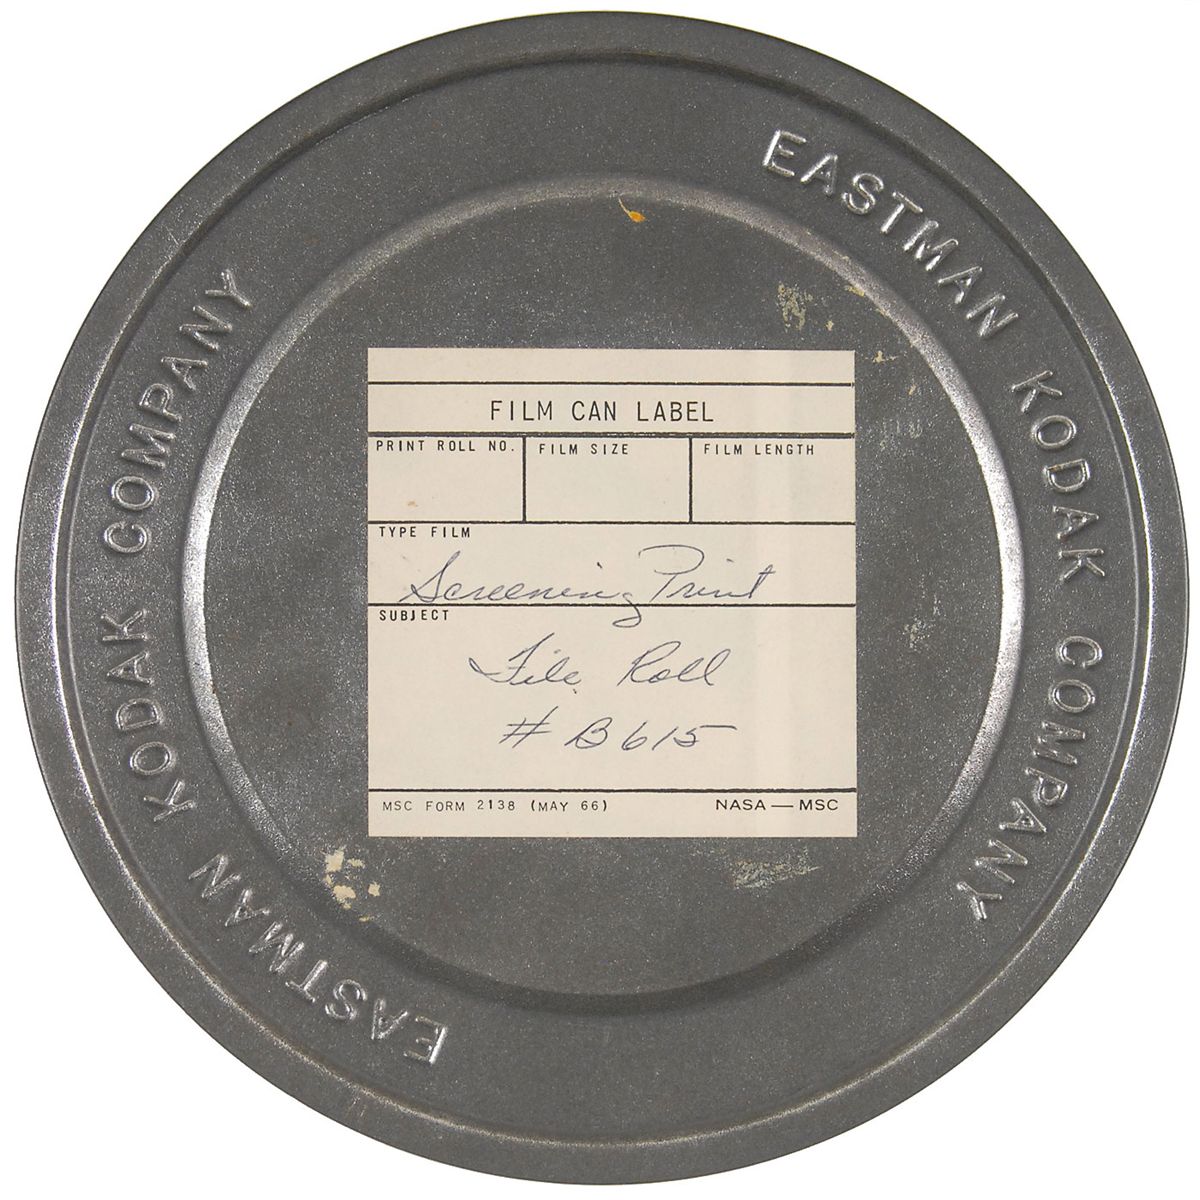 EASTMAN KODAK COMPANY
EASTMAN KODAK COMPANY
FILM CAN LABEL
PRINT ROLL NO. FILM SIZE FILM LENGTH
TYPE FILM
Screening Print
SUBJECT
File Roll
# B615
MSC FORM 2138 (MAY 66) NASA — MSC